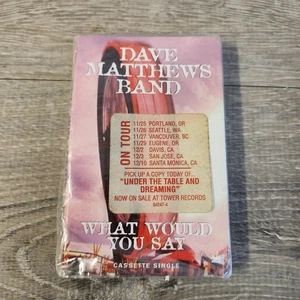 DAVE
MATTHEWS
BAND
ON TOUR
11/25 PORTLAND, OR
11/26 SEATTLE, WA
11/27 VANCOUVER, BC
11/29 EUGENE, OR
12/2 DAVIS, CA
12/3 SAN JOSE, CA
12/10 SANTA MONICA, CA
PICK UP A COPY TODAY OF...
"UNDER THE TABLE AND
DREAMING"
NOW ON SALE AT TOWER RECORDS
64242-4
WHAT WOULD
YOU SAY
CASSETTE SINGLE